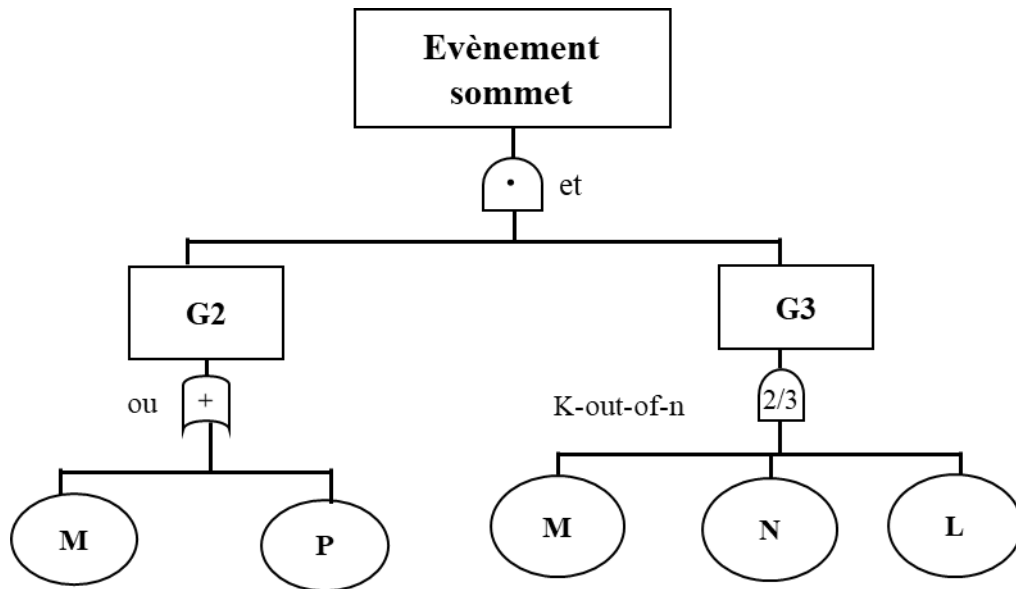 Evènement
sommet
• et
G2
G3
ou +
K-out-of-n 2/3
M
P
M
N
L